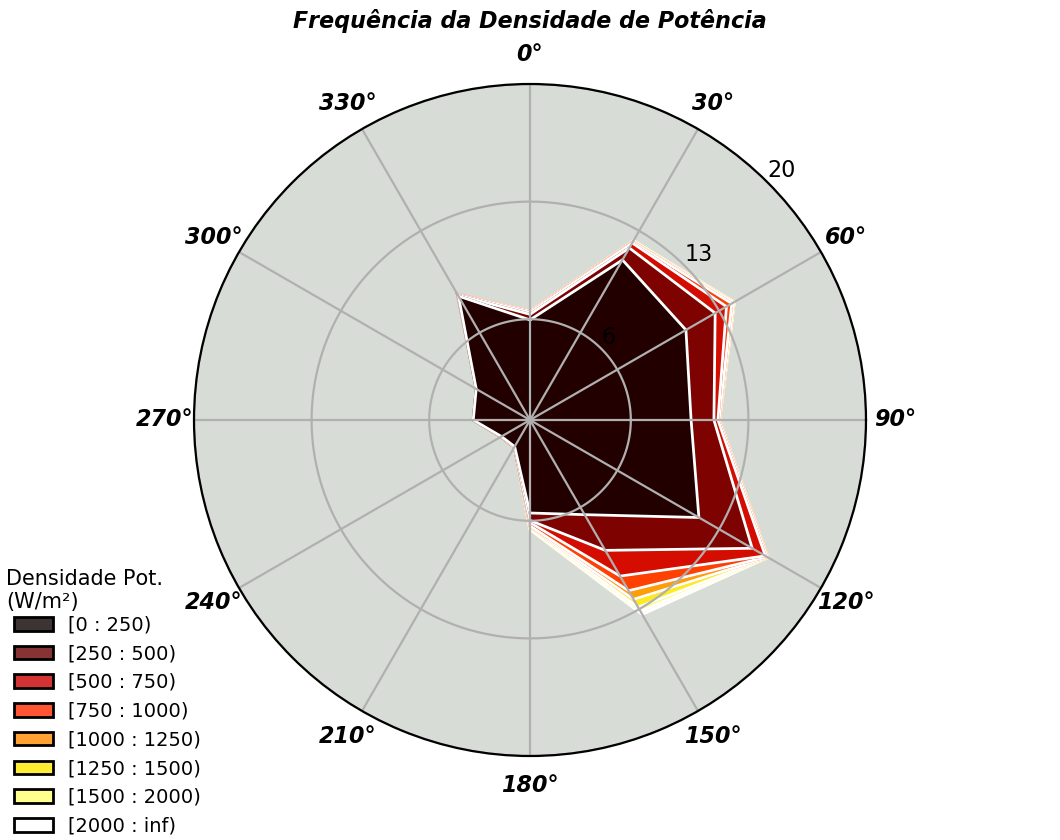 Frequência da Densidade de Potência
0°
330°
30°
20
300°
60°
13
6
270°
90°
240°
120°
210°
150°
180°
Densidade Pot.
(W/m²)
[0 : 250)
[250 : 500)
[500 : 750)
[750 : 1000)
[1000 : 1250)
[1250 : 1500)
[1500 : 2000)
[2000 : inf)